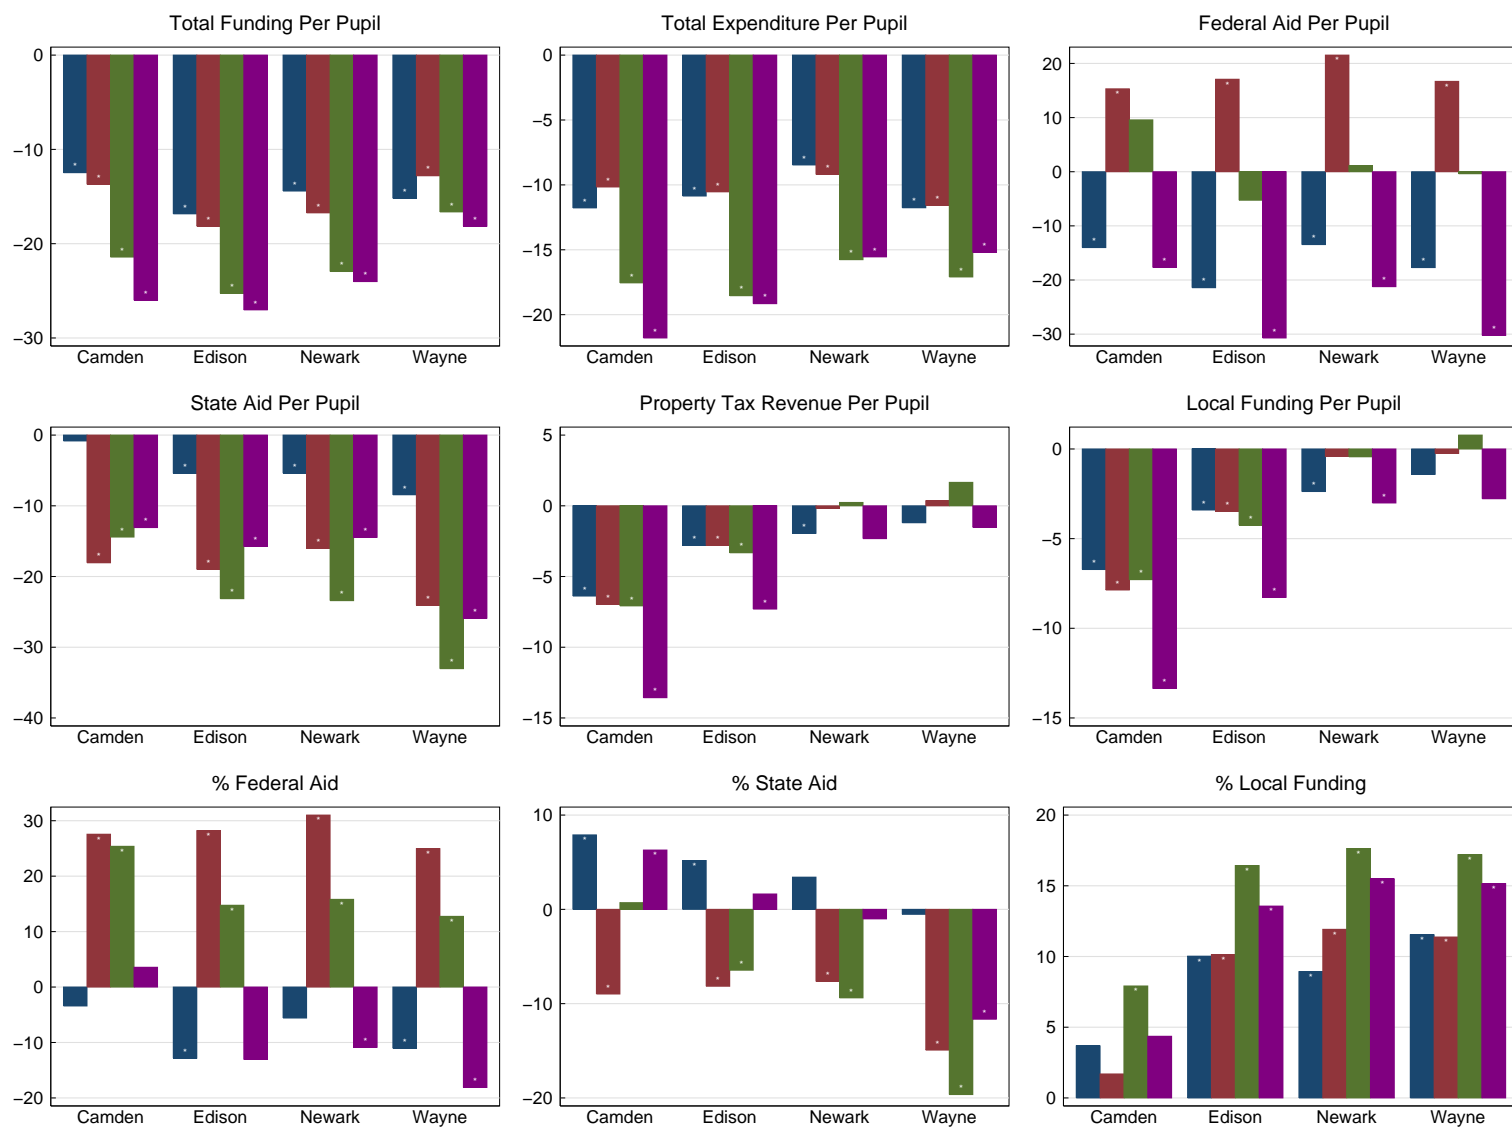 Total Funding Per Pupil
0
−10
−20
−30
Camden Edison Newark Wayne
Total Expenditure Per Pupil
0
−5
−10
−15
−20
Camden Edison Newark Wayne
Federal Aid Per Pupil
20
10
0
−10
−20
−30
Camden Edison Newark Wayne
State Aid Per Pupil
0
−10
−20
−30
−40
Camden Edison Newark Wayne
Property Tax Revenue Per Pupil
5
0
−5
−10
−15
Camden Edison Newark Wayne
Local Funding Per Pupil
0
−5
−10
−15
Camden Edison Newark Wayne
% Federal Aid
30
20
10
0
−10
−20
Camden Edison Newark Wayne
% State Aid
10
0
−10
−20
Camden Edison Newark Wayne
% Local Funding
20
15
10
5
0
Camden Edison Newark Wayne